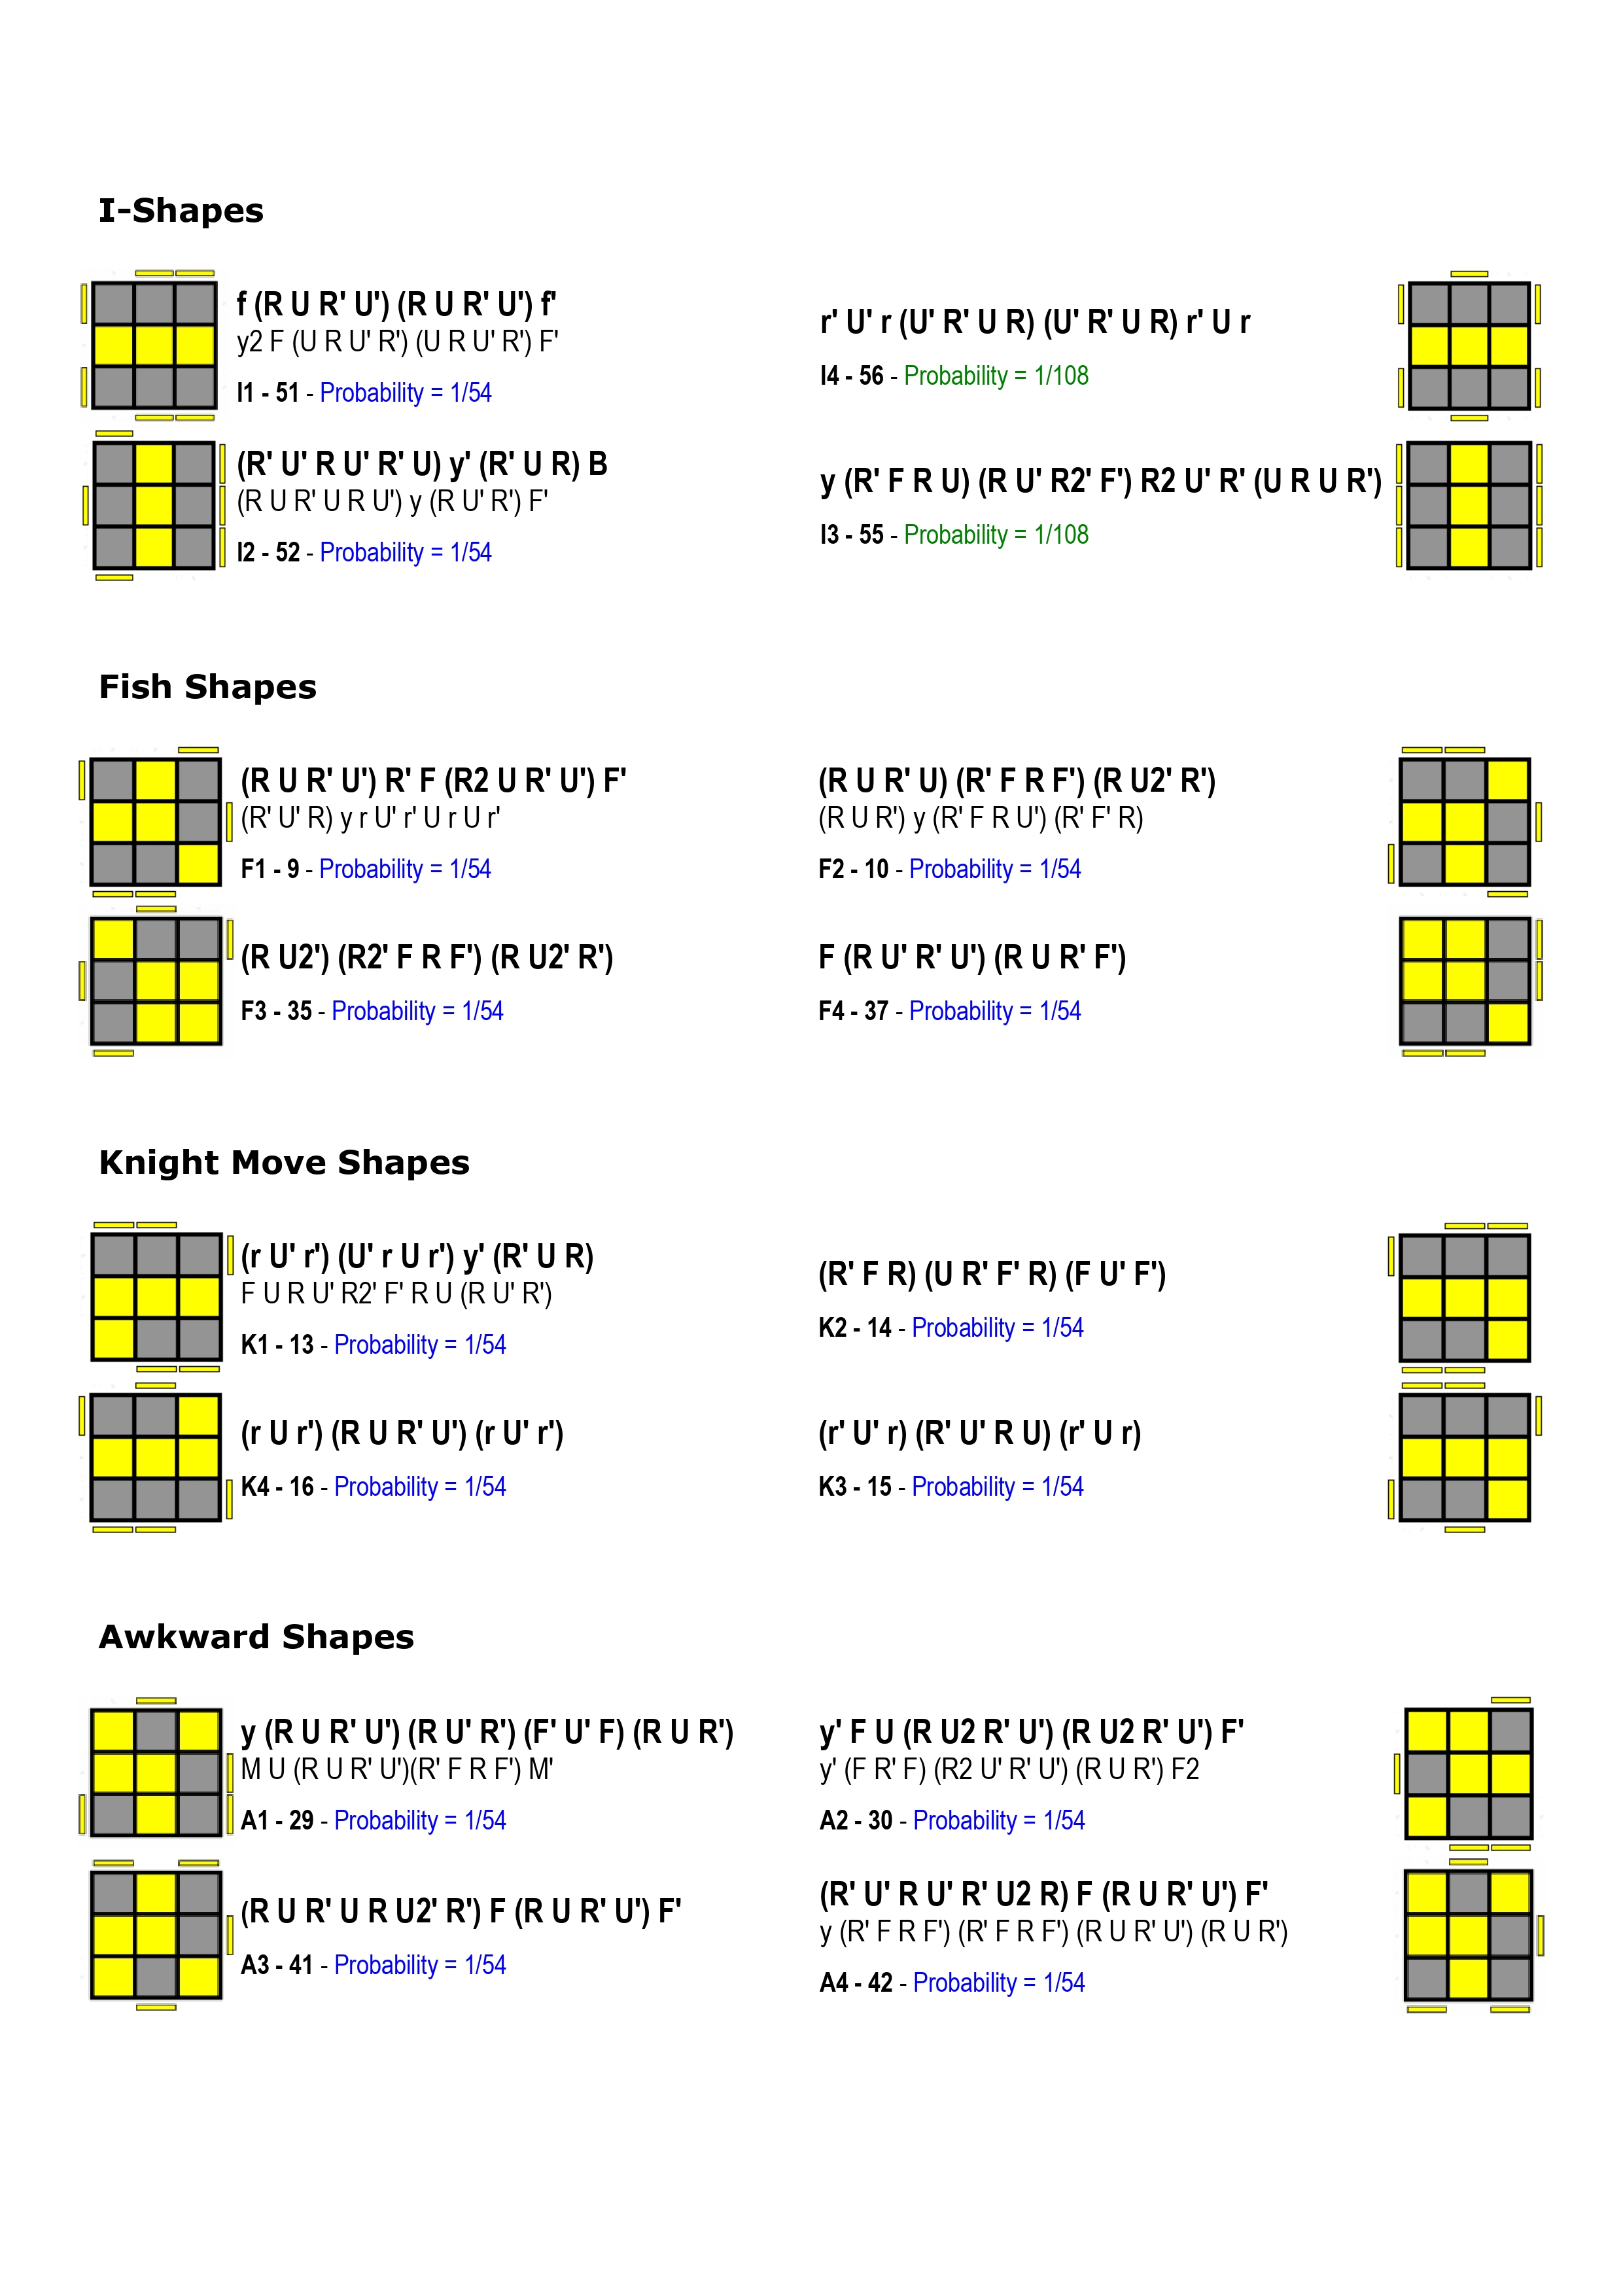 I-Shapes
f (R U R' U') (R U R' U') f'
y2 F (U R U' R') (U R U' R') F'
I1 - 51 - Probability = 1/54
r' U' r (U' R' U R) (U' R' U R) r' U r
I4 - 56 - Probability = 1/108
(R' U' R U' R' U) y' (R' U R) B
(R U R' U R U') y (R U' R') F'
I2 - 52 - Probability = 1/54
y (R' F R U) (R U' R2' F') R2 U' R' (U R U R')
I3 - 55 - Probability = 1/108
Fish Shapes
(R U R' U') R' F (R2 U R' U') F'
(R' U' R) y r U' r' U r U r'
F1 - 9 - Probability = 1/54
(R U R' U) (R' F R F') (R U2' R')
(R U R') y (R' F R U') (R' F' R)
F2 - 10 - Probability = 1/54
(R U2') (R2' F R F') (R U2' R')
F3 - 35 - Probability = 1/54
F (R U' R' U') (R U R' F')
F4 - 37 - Probability = 1/54
Knight Move Shapes
(r U' r') (U' r U r') y' (R' U R)
F U R U' R2' F' R U (R U' R')
K1 - 13 - Probability = 1/54
(R' F R) (U R' F' R) (F U' F')
K2 - 14 - Probability = 1/54
(r U r') (R U R' U') (r U' r')
K4 - 16 - Probability = 1/54
(r' U' r) (R' U' R U) (r' U r)
K3 - 15 - Probability = 1/54
Awkward Shapes
y (R U R' U') (R U' R') (F' U' F) (R U R')
M U (R U R' U')(R' F R F') M'
A1 - 29 - Probability = 1/54
y' F U (R U2 R' U') (R U2 R' U') F'
y' (F R' F) (R2 U' R' U') (R U R') F2
A2 - 30 - Probability = 1/54
(R U R' U R U2' R') F (R U R' U') F'
A3 - 41 - Probability = 1/54
(R' U' R U' R' U2 R) F (R U R' U') F'
y (R' F R F') (R' F R F') (R U R' U') (R U R')
A4 - 42 - Probability = 1/54